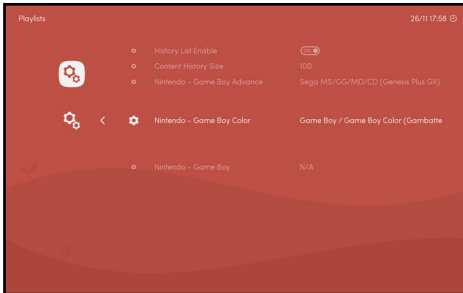 Playlists 26/11 17:58
History List Enable ON
Content History Size 100
Nintendo - Game Boy Advance Sega MS/GG/MD/CD (Genesis Plus GX)
Nintendo - Game Boy Color Game Boy / Game Boy Color (Gambatte
Nintendo - Game Boy N/A